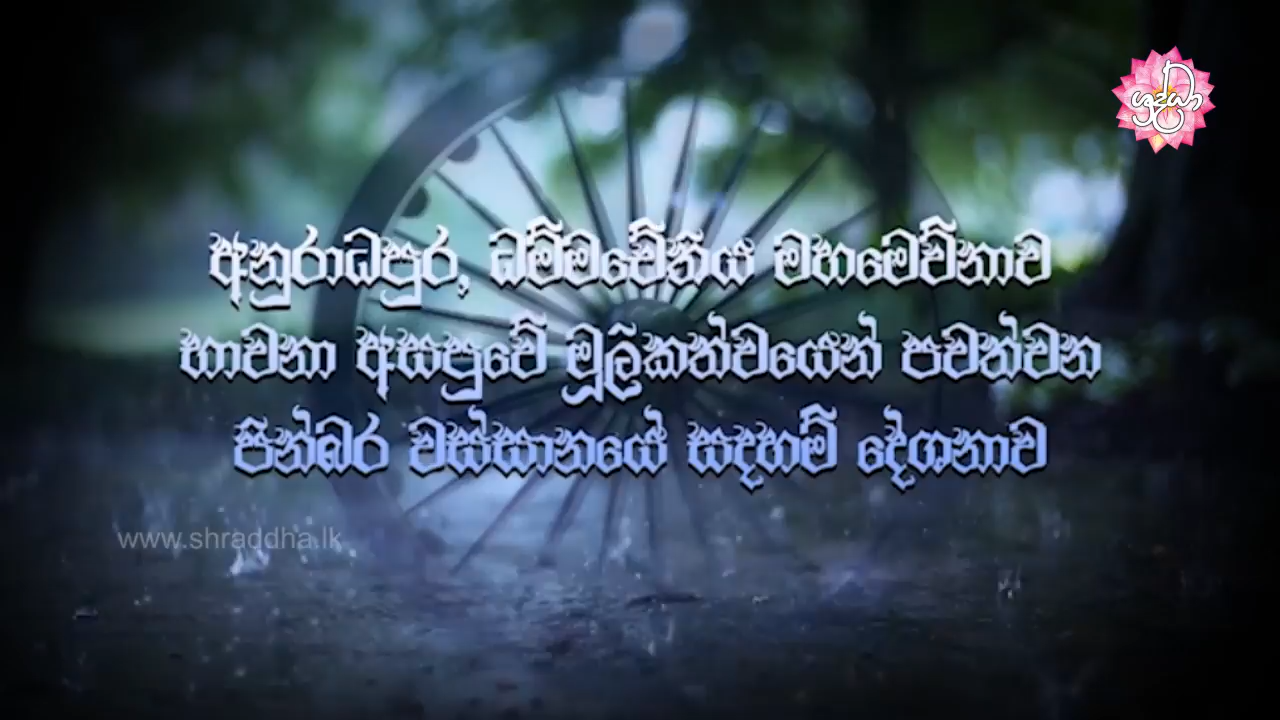 ශ්‍රද්ධා
අනුරාධපුර, ධම්මචේතිය මහමෙව්නාව
භාවනා අසපුවේ මූලිකත්වයෙන් පවත්වන
පින්බර වස්සානයේ සදහම් දේශනාව
www.shraddha.lk